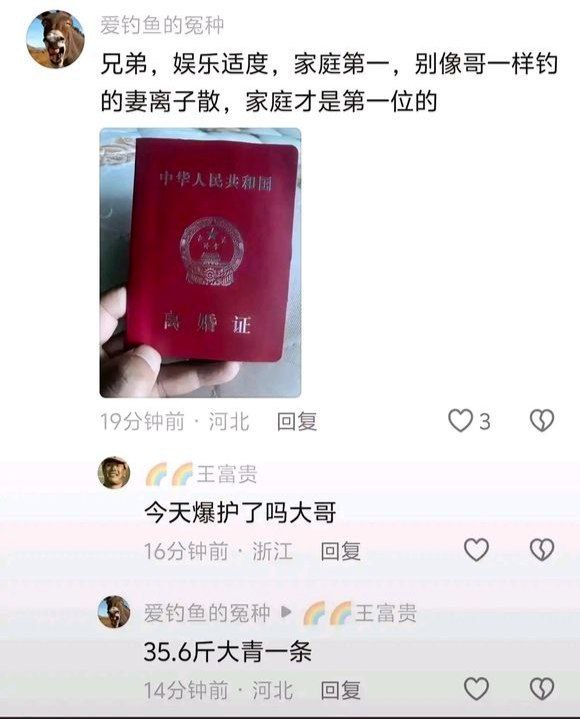 爱钓鱼的冤种
兄弟，娱乐适度，家庭第一，别像哥一样钓
的妻离子散，家庭才是第一位的
中华人民共和国
离婚证
19分钟前·河北 回复 3
🌈🌈王富贵
今天爆护了吗大哥
16分钟前·浙江 回复
爱钓鱼的冤种 ▶ 🌈🌈王富贵
35.6斤大青一条
14分钟前·河北 回复